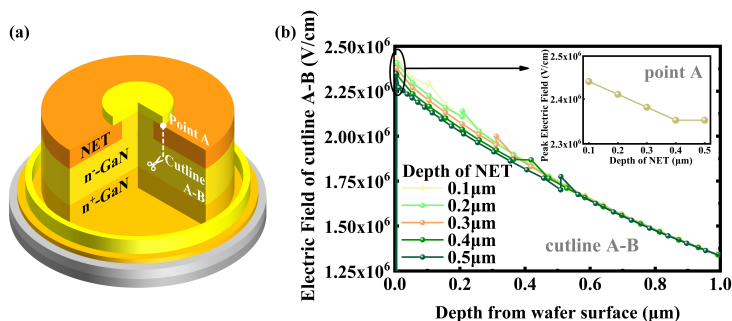 (a)
Point A
NET
n⁻-GaN
n⁺-GaN
Cutline
A-B
(b)
Electric Field of cutline A-B (V/cm)
2.50x10⁶
2.25x10⁶
2.00x10⁶
1.75x10⁶
1.50x10⁶
1.25x10⁶
0.0
0.2
0.4
0.6
0.8
1.0
Depth from wafer surface (μm)
Depth of NET
0.1μm
0.2μm
0.3μm
0.4μm
0.5μm
cutline A-B
Peak Electric Field (V/cm)
2.5x10⁶
2.4x10⁶
2.3x10⁶
0.1
0.2
0.3
0.4
0.5
Depth of NET (μm)
point A